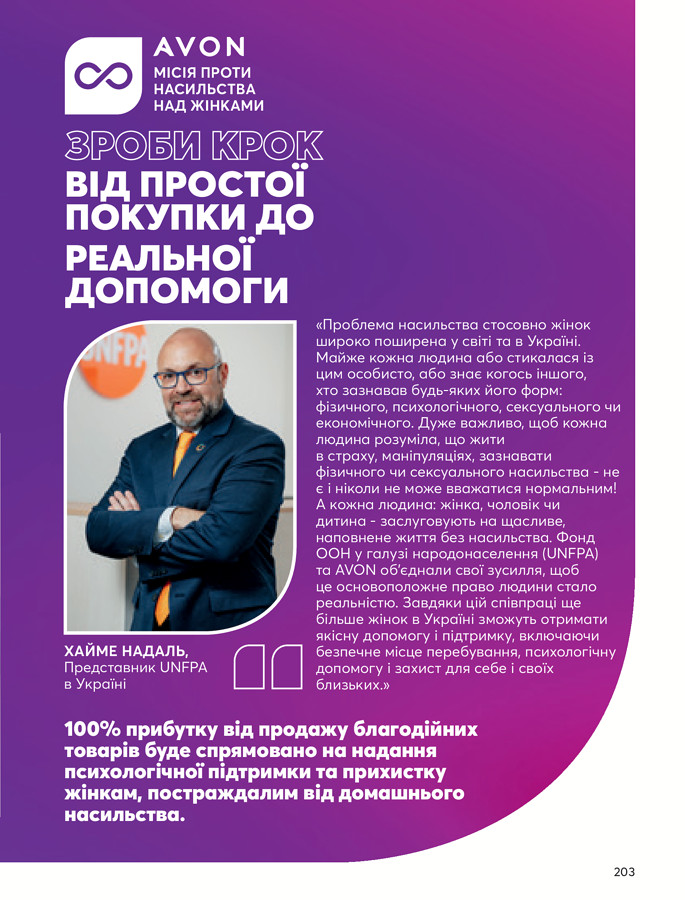 AVON
МІСІЯ ПРОТИ
НАСИЛЬСТВА
НАД ЖІНКАМИ
ЗРОБИ КРОК
ВІД ПРОСТОЇ
ПОКУПКИ ДО
РЕАЛЬНОЇ
ДОПОМОГИ
UNFPA
«Проблема насильства стосовно жінок
широко поширена у світі та в Україні.
Майже кожна людина або стикалася із
цим особисто, або знає когось іншого,
хто зазнавав будь-яких його форм:
фізичного, психологічного, сексуального чи
економічного. Дуже важливо, щоб кожна
людина розуміла, що жити
в страху, маніпуляціях, зазнавати
фізичного чи сексуального насильства - не
є і ніколи не може вважатися нормальним!
А кожна людина: жінка, чоловік чи
дитина - заслуговують на щасливе,
наповнене життя без насильства. Фонд
ООН у галузі народонаселення (UNFPA)
та AVON об’єднали свої зусилля, щоб
це основоположне право людини стало
реальністю. Завдяки цій співпраці ще
більше жінок в Україні зможуть отримати
якісну допомогу і підтримку, включаючи
безпечне місце перебування, психологічну
допомогу і захист для себе і своїх
близьких.»
ХАЙМЕ НАДАЛЬ,
Представник UNFPA
в Україні
100% прибутку від продажу благодійних
товарів буде спрямовано на надання
психологічної підтримки та прихистку
жінкам, постраждалим від домашнього
насильства.
203